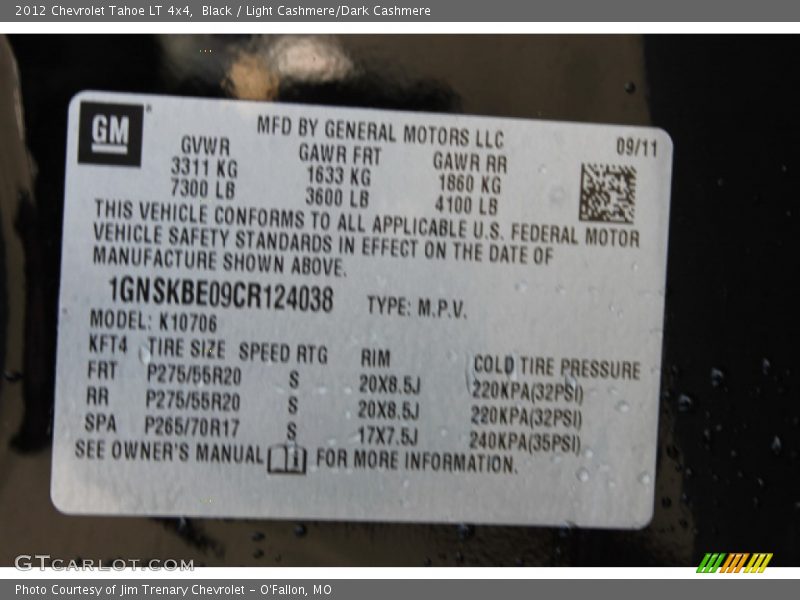 2012 Chevrolet Tahoe LT 4x4, Black / Light Cashmere/Dark Cashmere
GM
MFD BY GENERAL MOTORS LLC
09/11
GVWR GAWR FRT GAWR RR
3311 KG 1633 KG 1860 KG
7300 LB 3600 LB 4100 LB
THIS VEHICLE CONFORMS TO ALL APPLICABLE U.S. FEDERAL MOTOR
VEHICLE SAFETY STANDARDS IN EFFECT ON THE DATE OF
MANUFACTURE SHOWN ABOVE.
1GNSKBE09CR124038 TYPE: M.P.V.
MODEL: K10706
KFT4 TIRE SIZE SPEED RTG RIM COLD TIRE PRESSURE
FRT P275/55R20 S 20X8.5J 220KPA(32PSI)
RR P275/55R20 S 20X8.5J 220KPA(32PSI)
SPA P265/70R17 S 17X7.5J 240KPA(35PSI)
SEE OWNER'S MANUAL FOR MORE INFORMATION.
GTCARLOT.COM
Photo Courtesy of Jim Trenary Chevrolet - O'Fallon, MO